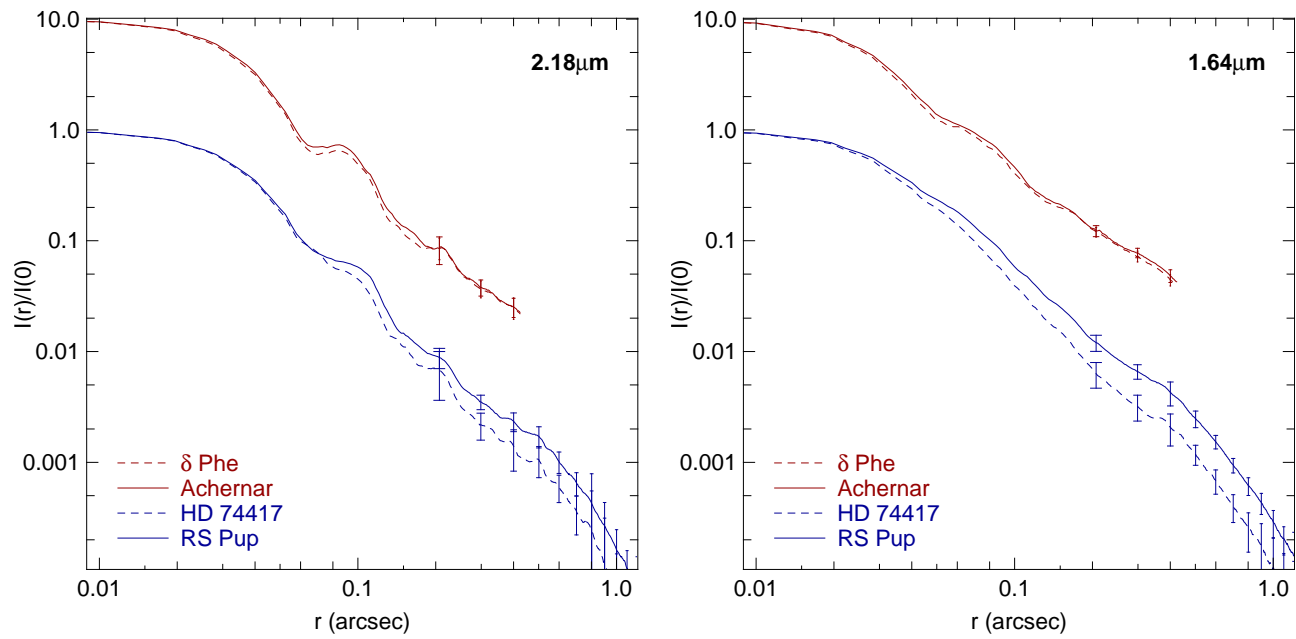 10.0
1.0
0.1
0.01
0.001
I(r)/I(0)
2.18μm
δ Phe
Achernar
HD 74417
RS Pup
0.01
0.1
1.0
r (arcsec)
10.0
1.0
0.1
0.01
0.001
I(r)/I(0)
1.64μm
δ Phe
Achernar
HD 74417
RS Pup
0.01
0.1
1.0
r (arcsec)